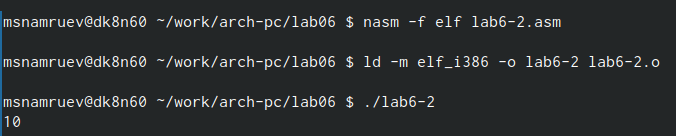 msnamruev@dk8n60 ~/work/arch-pc/lab06 $ nasm -f elf lab6-2.asm
msnamruev@dk8n60 ~/work/arch-pc/lab06 $ ld -m elf_i386 -o lab6-2 lab6-2.o
msnamruev@dk8n60 ~/work/arch-pc/lab06 $ ./lab6-2
10